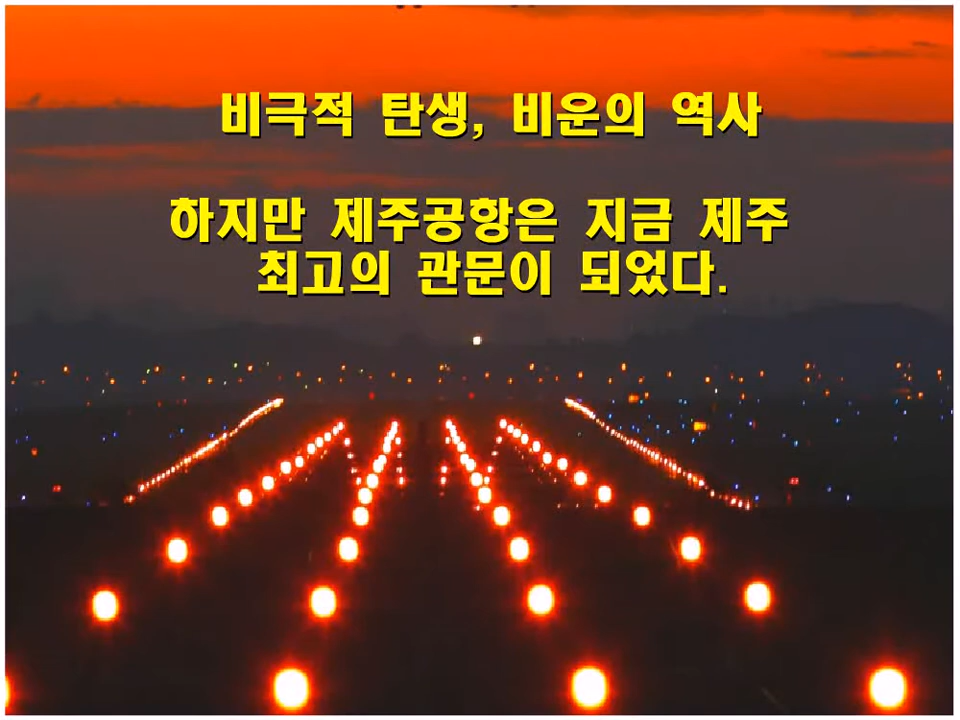 비극적 탄생, 비운의 역사
하지만 제주공항은 지금 제주
최고의 관문이 되었다.